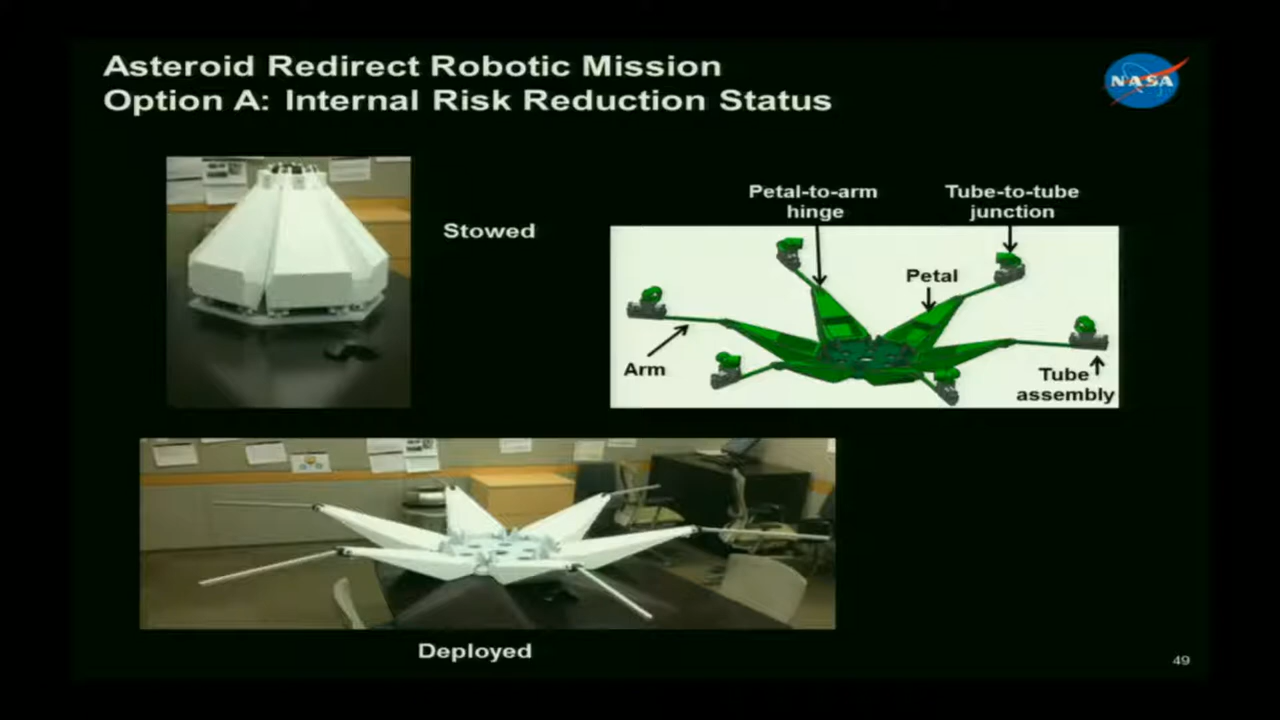 Asteroid Redirect Robotic Mission
Option A: Internal Risk Reduction Status
NASA
Stowed
Petal-to-arm
hinge
Tube-to-tube
junction
Petal
Arm
Tube
assembly
Deployed
49